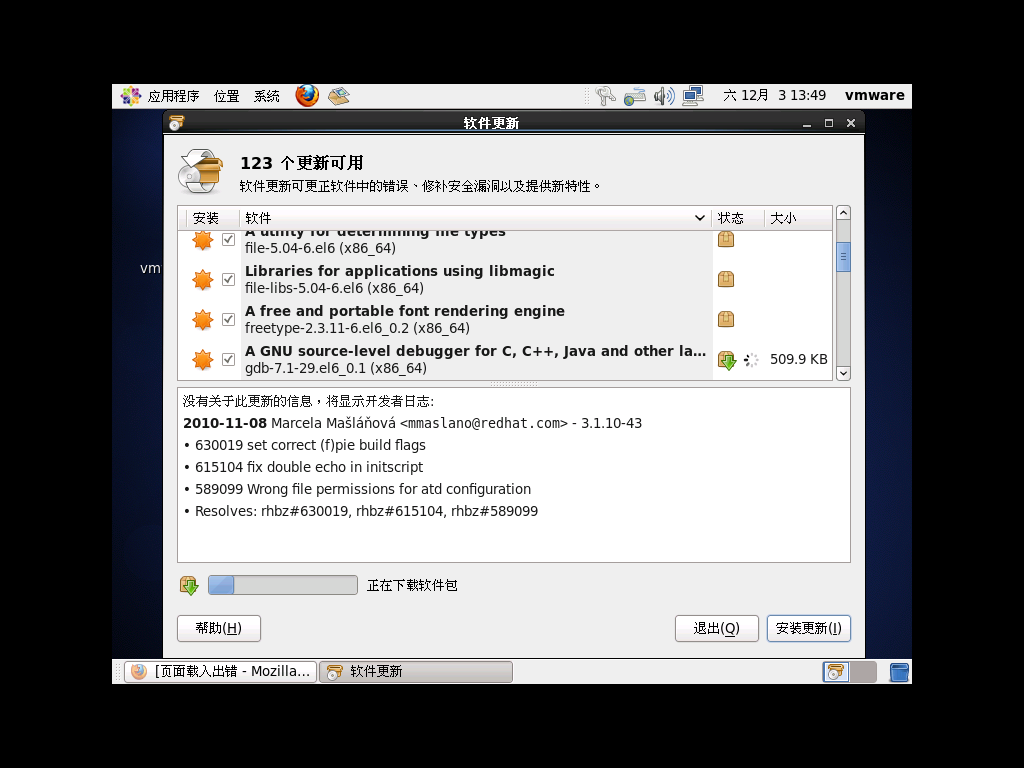 应用程序 位置 系统 六 12月 3 13:49 vmware
软件更新
123 个更新可用
软件更新可更正软件中的错误、修补安全漏洞以及提供新特性。
安装 软件 状态 大小
A utility for determining file types
file-5.04-6.el6 (x86_64)
Libraries for applications using libmagic
vm
file-libs-5.04-6.el6 (x86_64)
A free and portable font rendering engine
freetype-2.3.11-6.el6_0.2 (x86_64)
A GNU source-level debugger for C, C++, Java and other la...
509.9 KB
gdb-7.1-29.el6_0.1 (x86_64)
没有关于此更新的信息，将显示开发者日志:
2010-11-08 Marcela Mašláňová <mmaslano@redhat.com> - 3.1.10-43
• 630019 set correct (f)pie build flags
• 615104 fix double echo in initscript
• 589099 Wrong file permissions for atd configuration
• Resolves: rhbz#630019, rhbz#615104, rhbz#589099
正在下载软件包
帮助(H) 退出(Q) 安装更新(I)
[页面载入出错 - Mozilla... 软件更新